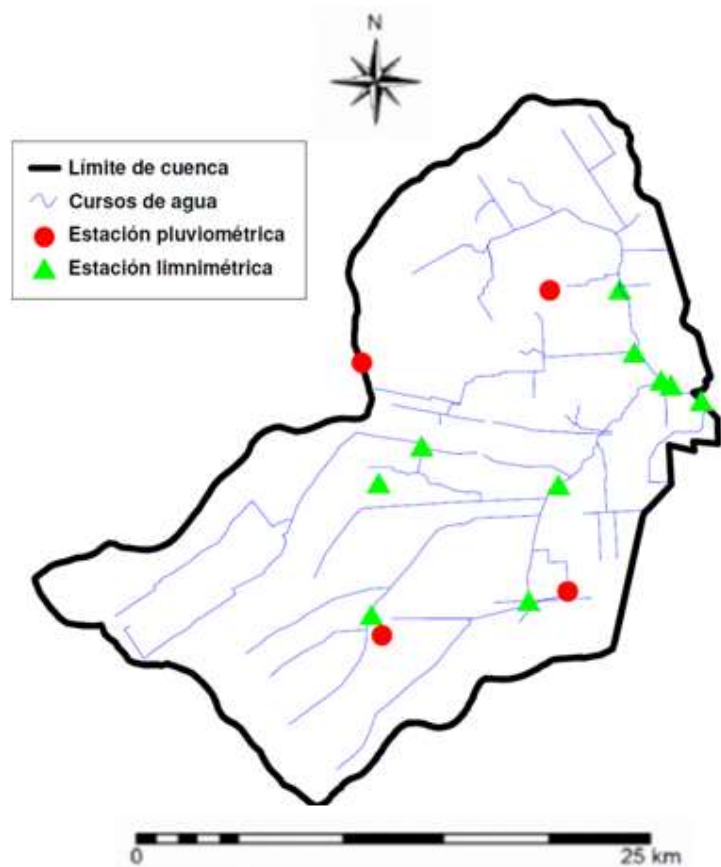 N
Límite de cuenca
Cursos de agua
Estación pluviométrica
Estación limnimétrica
0 25 km